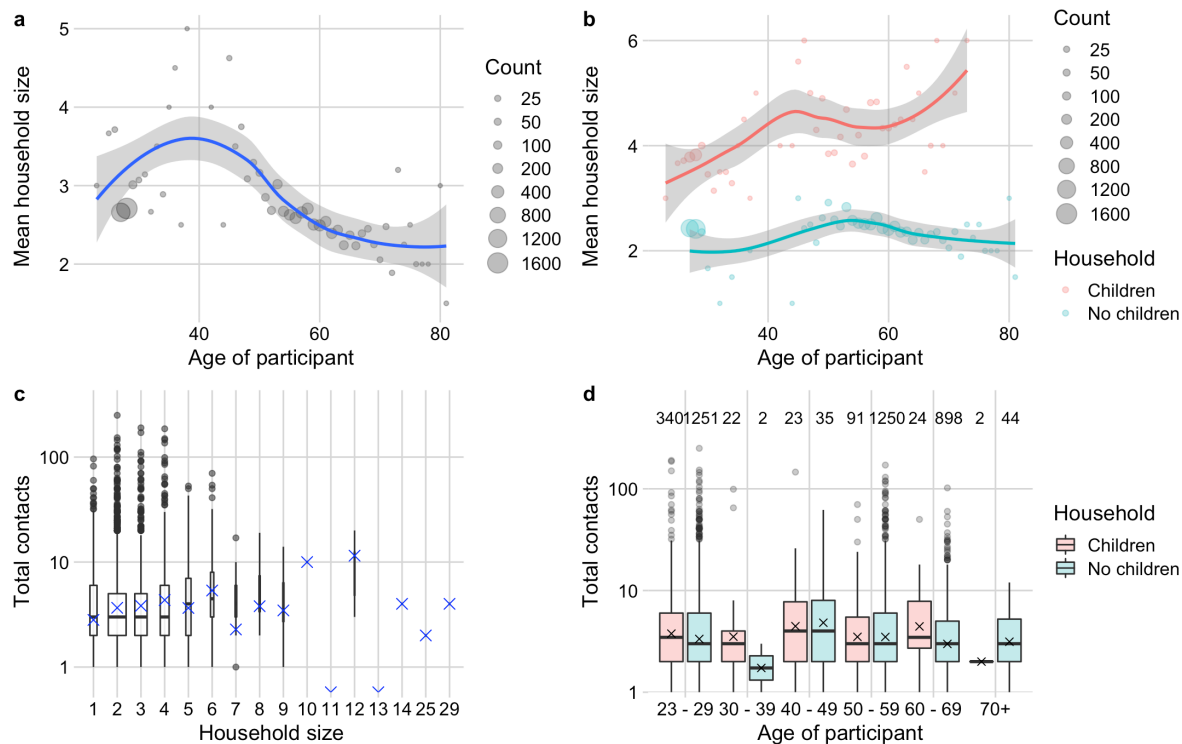 a
Mean household size
5
4
3
2
40 60 80
Age of participant
Count
25
50
100
200
400
800
1200
1600
b
Mean household size
6
4
2
40 60 80
Age of participant
Count
25
50
100
200
400
800
1200
1600
Household
Children
No children
c
Total contacts
100
10
1
1 2 3 4 5 6 7 8 9 10 11 12 13 14 25 29
Household size
d
340 1251 22 2 23 35 91 1250 24 898 2 44
Total contacts
100
10
1
23 - 29 30 - 39 40 - 49 50 - 59 60 - 69 70+
Age of participant
Household
Children
No children